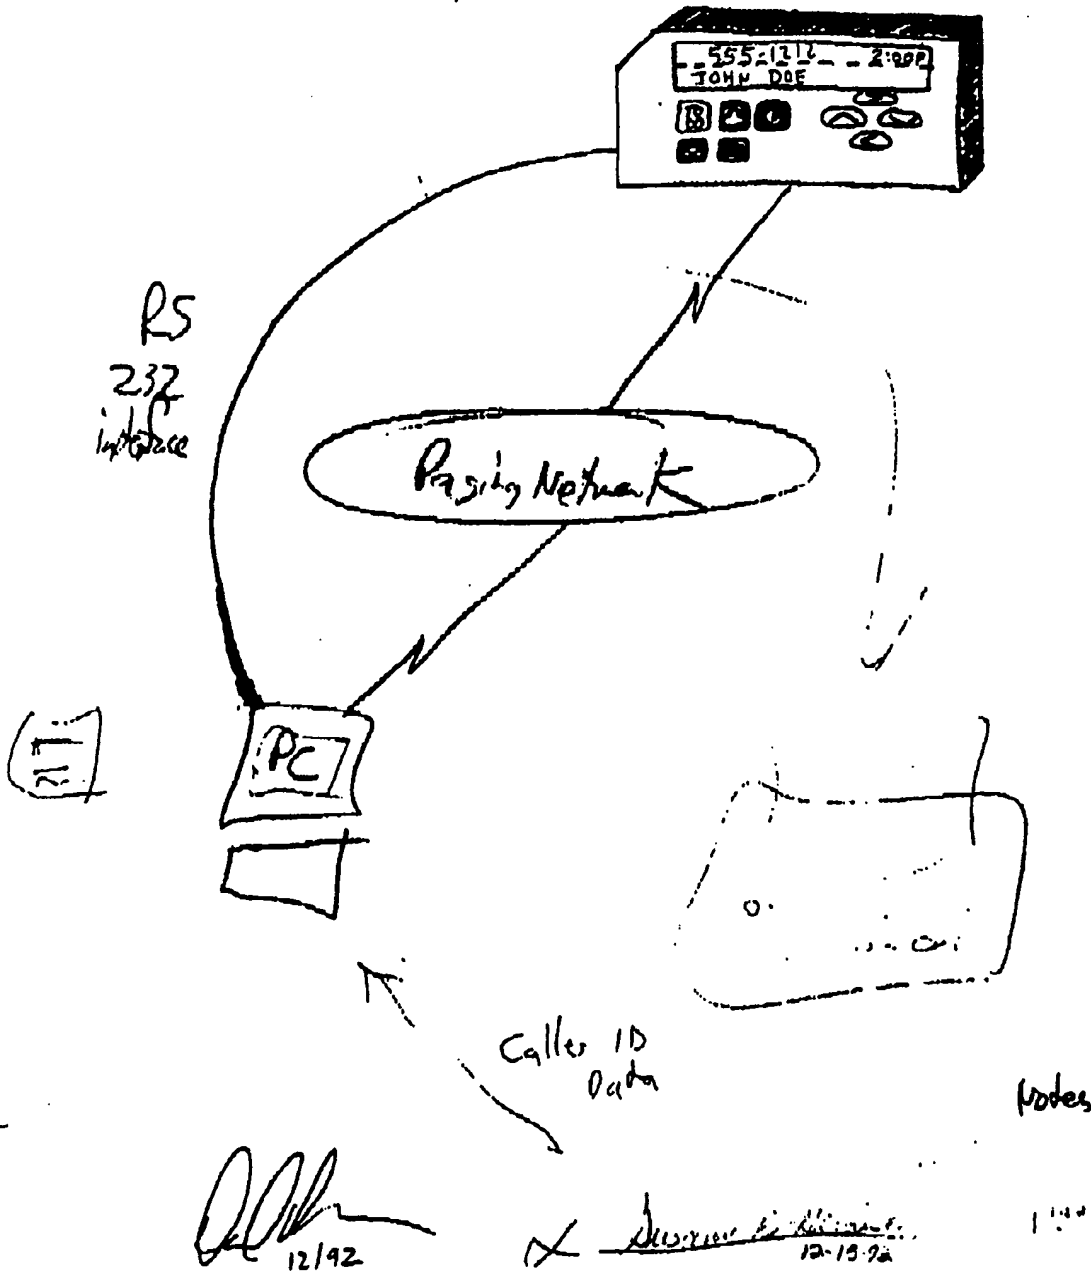 555-1212 2:00P
JOHN DOE
RS
232
interface
Paging Network
PC
Caller ID
Data
Notes
12/92
12-15-92